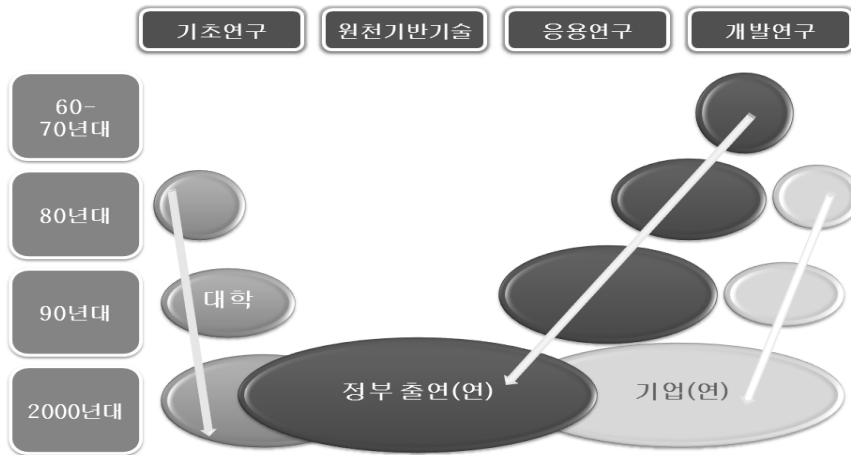 기초연구
원천기반기술
응용연구
개발연구
60-
70년대
80년대
90년대
대학
2000년대
정부 출연(연)
기업(연)